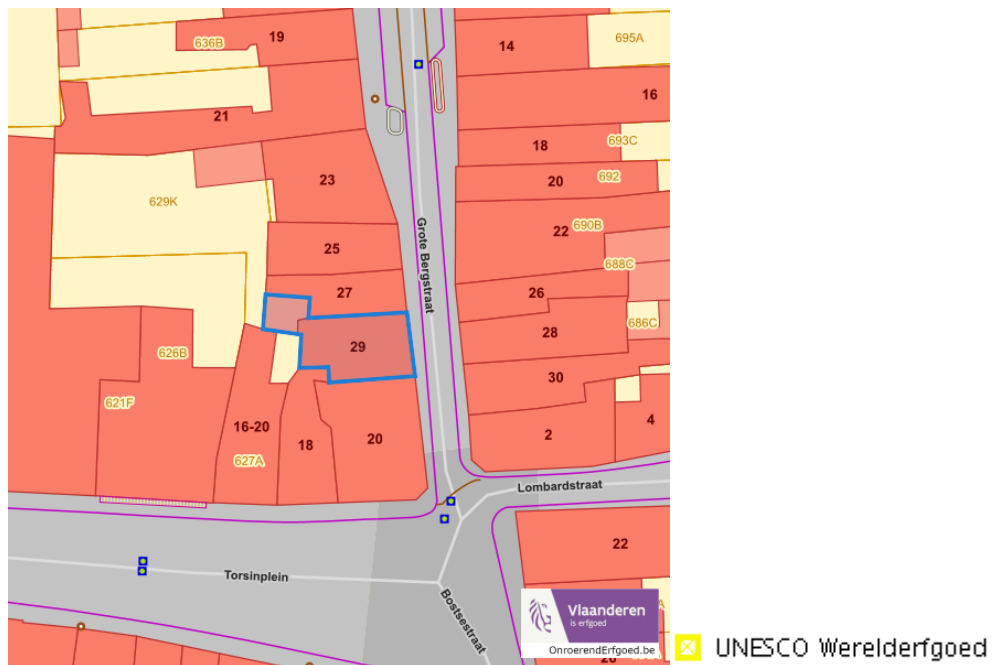 19
636B
14
695A
16
21
18
693C
23
20
692
629K
22
690B
Grote Bergstraat
25
688C
27
26
28
686C
29
626B
30
621F
16-20
18
20
2
4
627A
Lombardstraat
22
Torsinplein
Bostsestraat
Vlaanderen
is erfgoed
OnroerendErfgoed.be
UNESCO Werelderfgoed